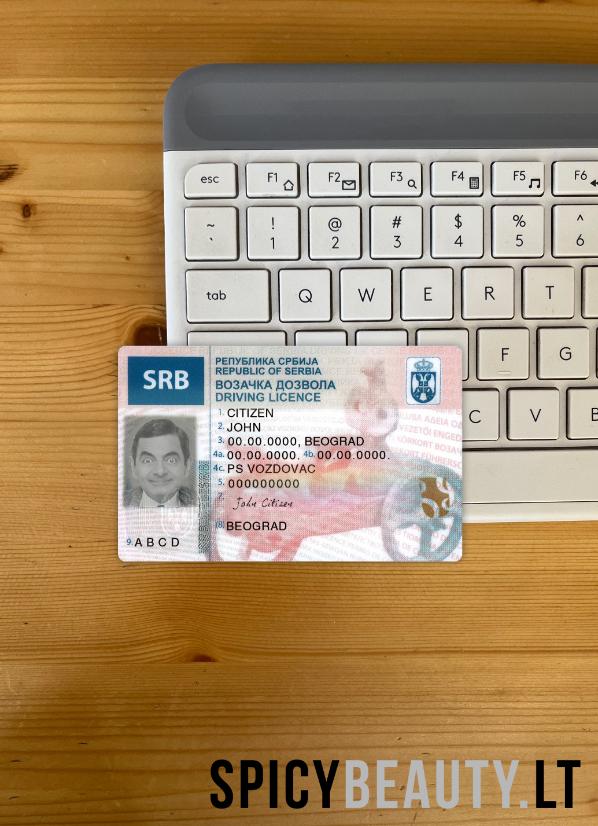 esc F1 F2 F3 F4 F5 F6
~ ! @ # $ % ^
` 1 2 3 4 5 6
tab Q W E R T
F G
C V B
SRB
РЕПУБЛИКА СРБИЈА
REPUBLIC OF SERBIA
ВОЗАЧКА ДОЗВОЛА
DRIVING LICENCE
1. CITIZEN
2. JOHN
3. 00.00.0000, BEOGRAD
4a. 00.00.0000. 4b. 00.00.0000.
4c. PS VOZDOVAC
5. 000000000
7. John Citizen
8. BEOGRAD
9. A B C D
SPICYBEAUTY.LT